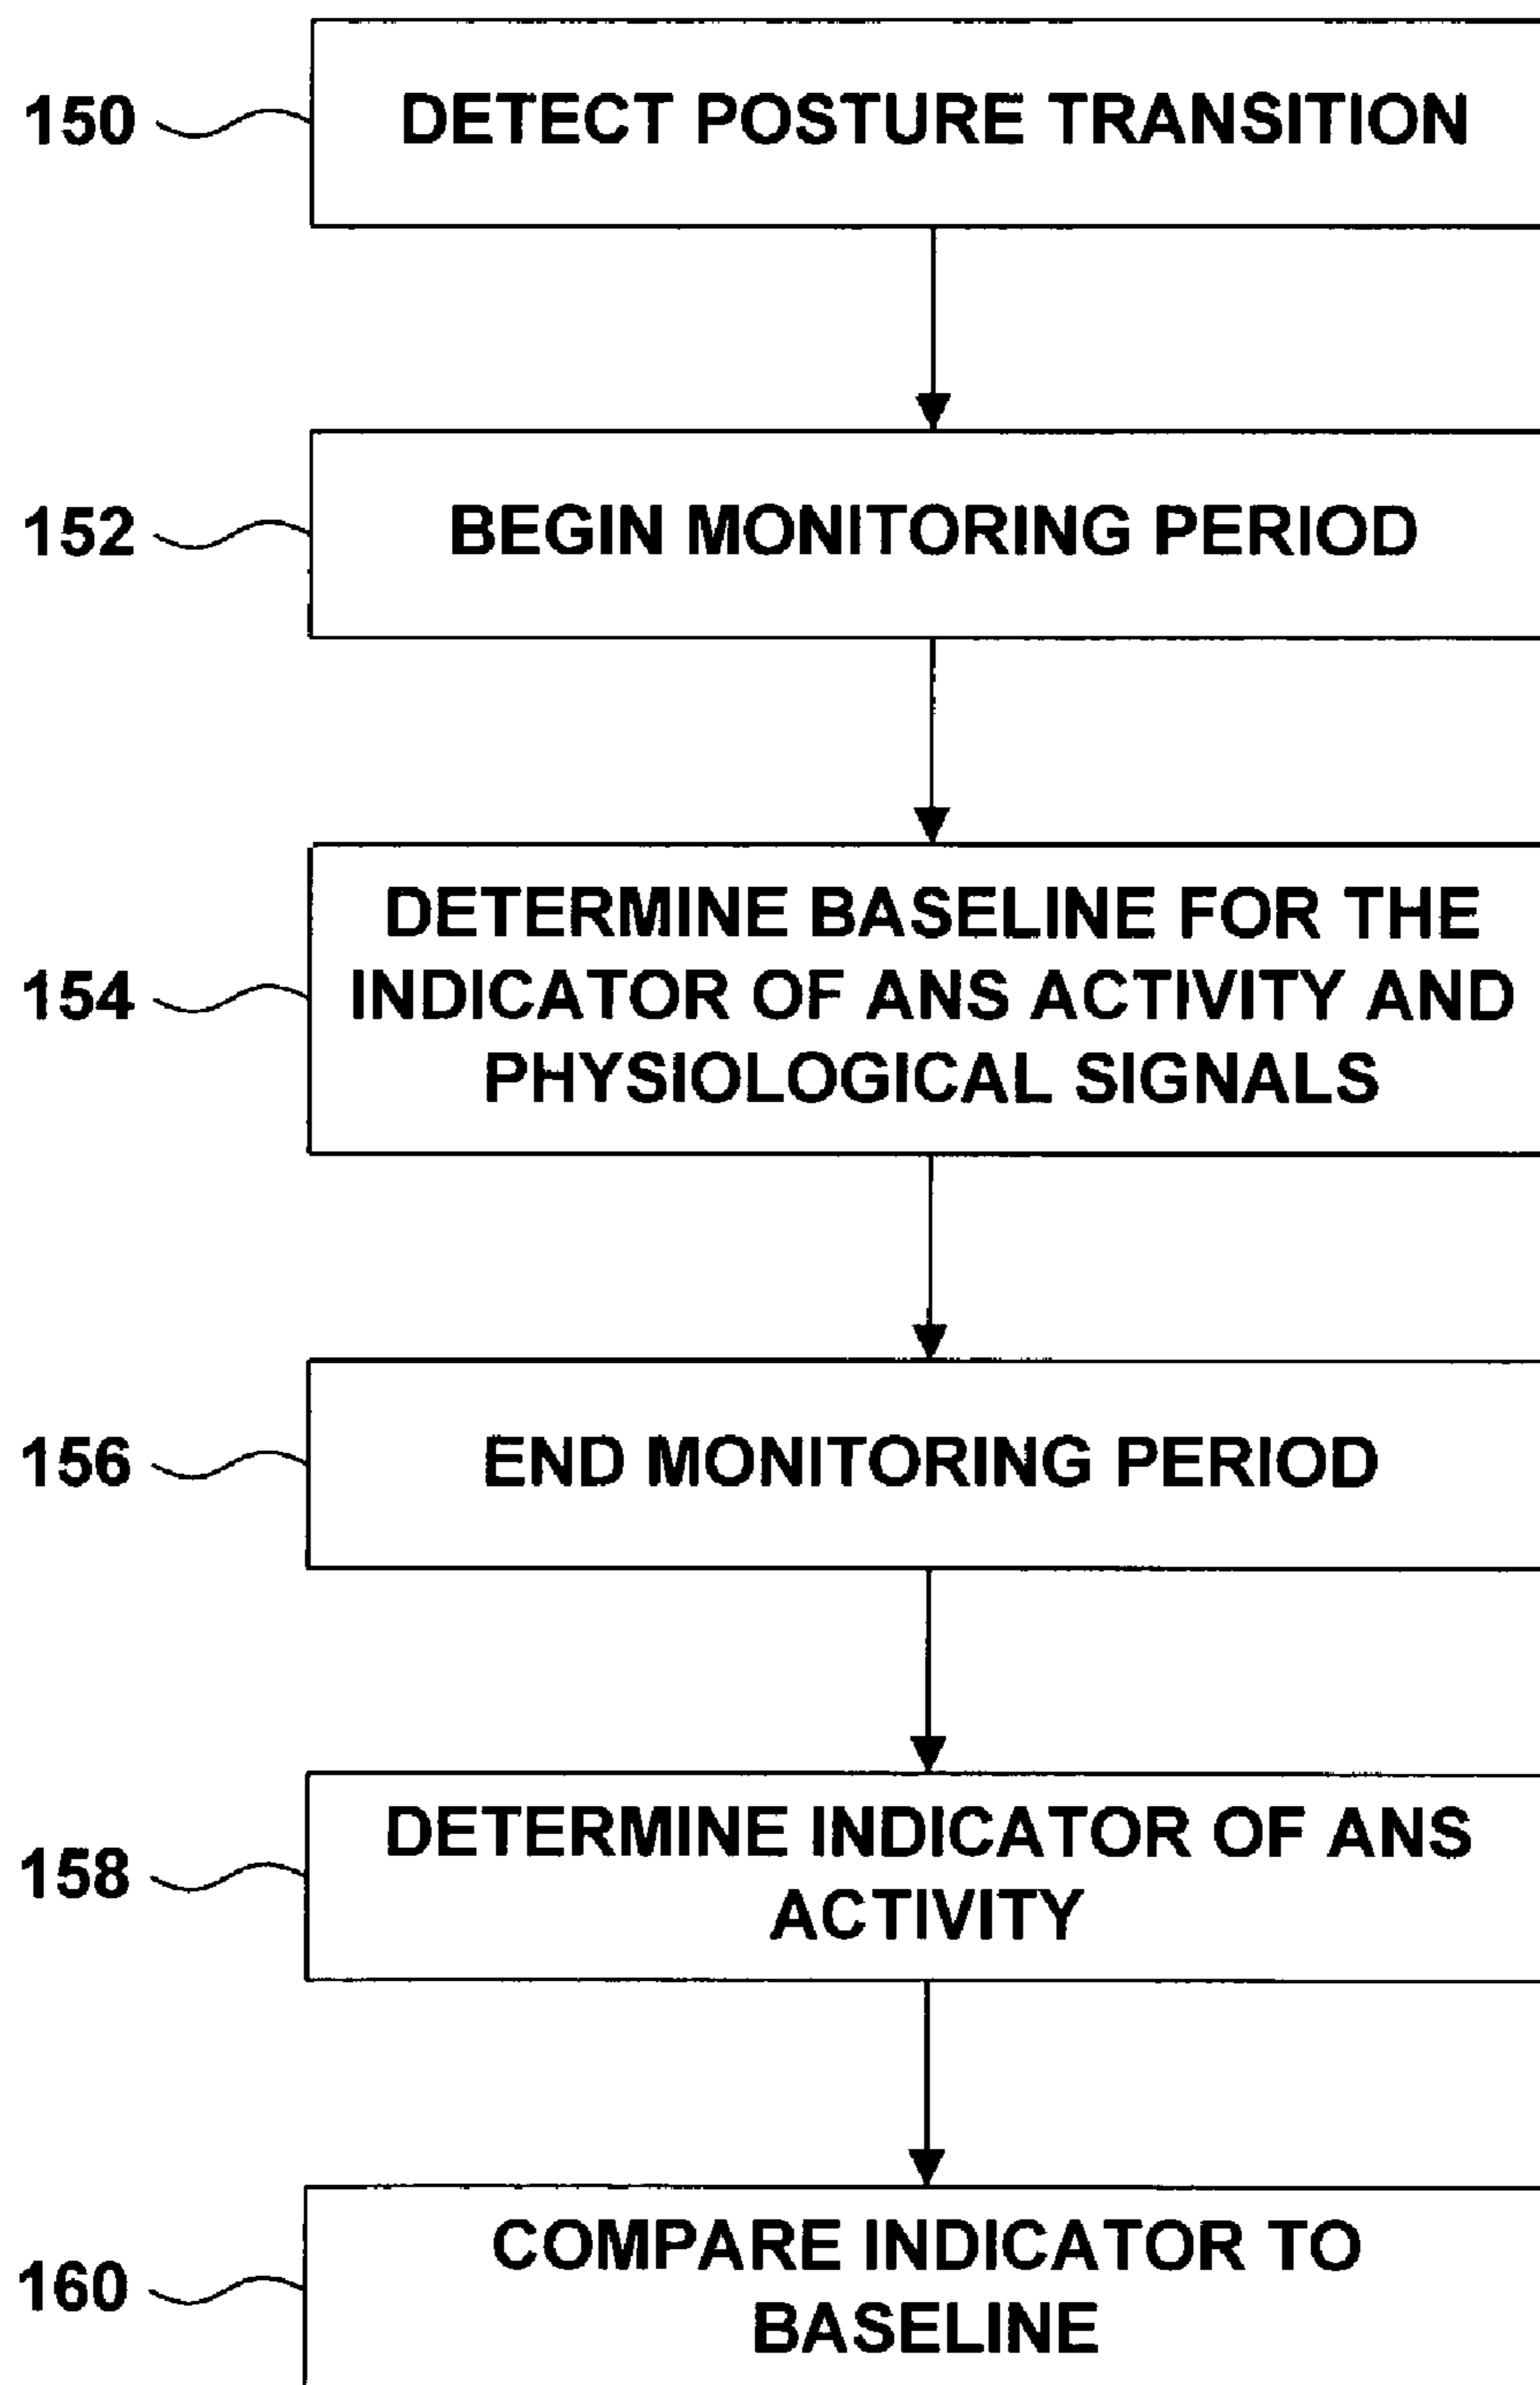 150 DETECT POSTURE TRANSITION
152 BEGIN MONITORING PERIOD
DETERMINE BASELINE FOR THE
154 INDICATOR OF ANS ACTIVITY AND
PHYSIOLOGICAL SIGNALS
156 END MONITORING PERIOD
158
DETERMINE INDICATOR OF ANS
ACTIVITY
160
COMPARE INDICATOR TO
BASELINE